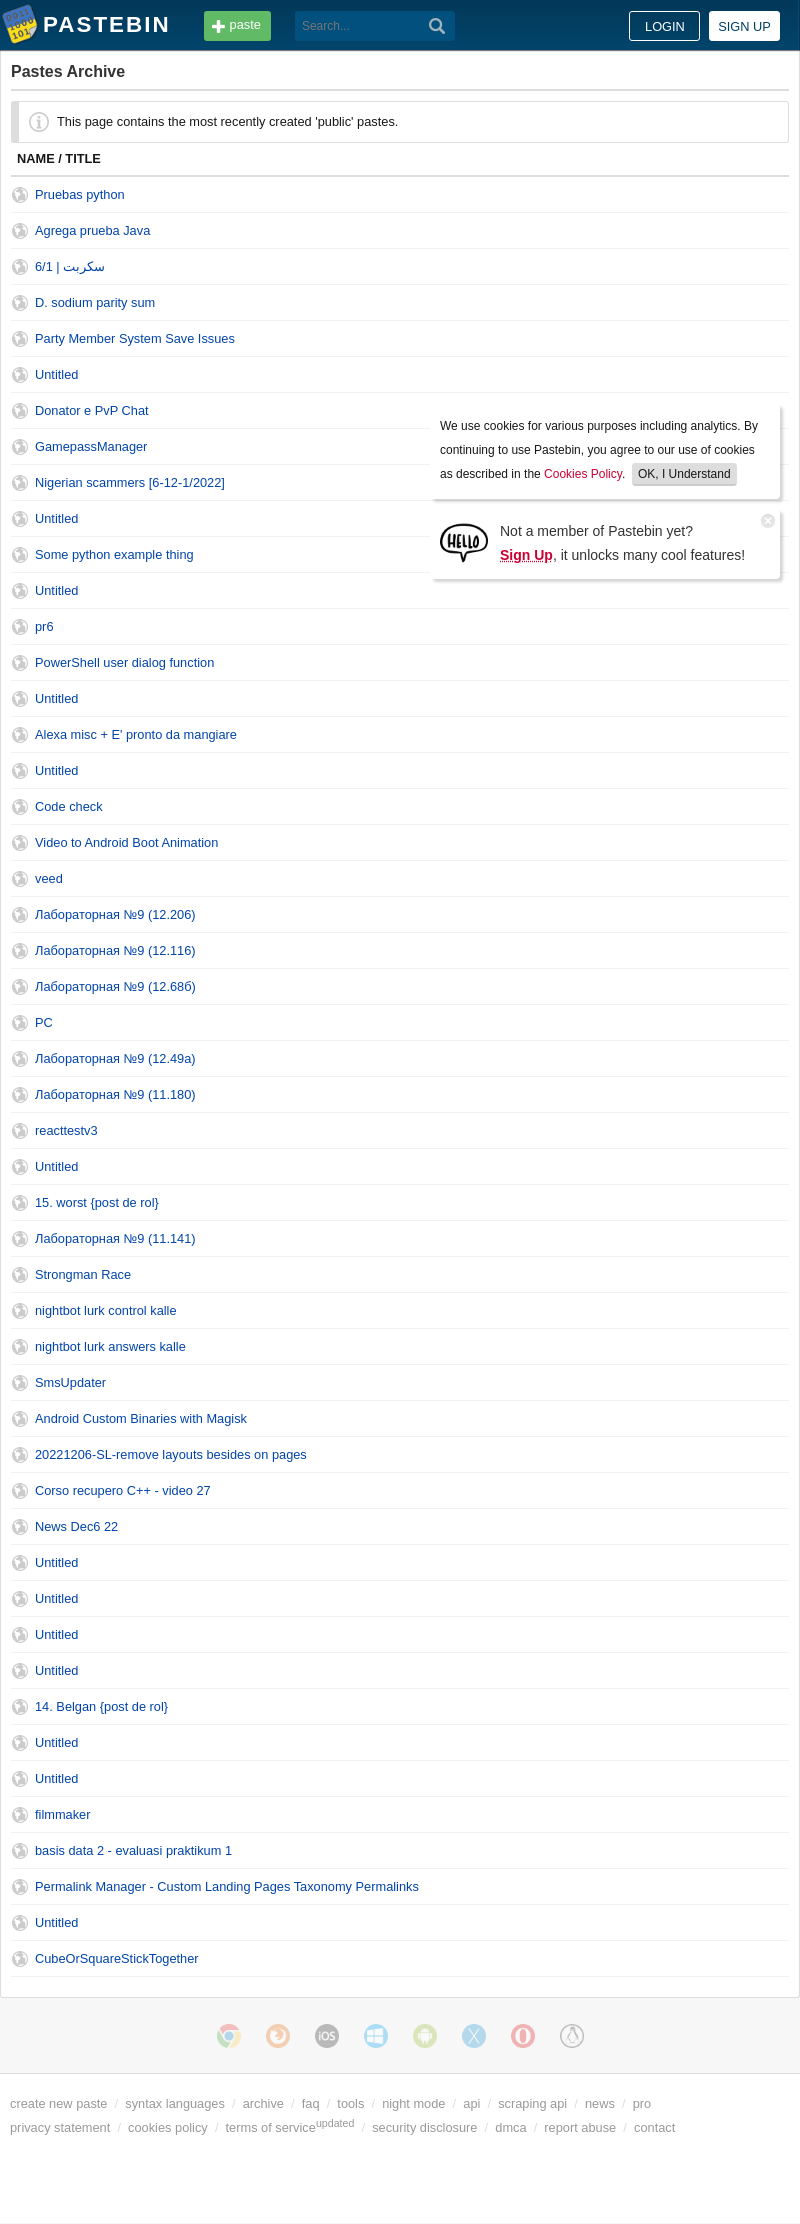 PASTEBIN
paste
Search...
LOGIN
SIGN UP
Pastes Archive
This page contains the most recently created 'public' pastes.
NAME / TITLE
Pruebas python
Agrega prueba Java
سكربت | 6/1
D. sodium parity sum
Party Member System Save Issues
Untitled
Donator e PvP Chat
GamepassManager
Nigerian scammers [6-12-1/2022]
Untitled
Some python example thing
Untitled
pr6
PowerShell user dialog function
Untitled
Alexa misc + E' pronto da mangiare
Untitled
Code check
Video to Android Boot Animation
veed
Лабораторная №9 (12.206)
Лабораторная №9 (12.116)
Лабораторная №9 (12.68б)
PC
Лабораторная №9 (12.49а)
Лабораторная №9 (11.180)
reacttestv3
Untitled
15. worst {post de rol}
Лабораторная №9 (11.141)
Strongman Race
nightbot lurk control kalle
nightbot lurk answers kalle
SmsUpdater
Android Custom Binaries with Magisk
20221206-SL-remove layouts besides on pages
Corso recupero C++ - video 27
News Dec6 22
Untitled
Untitled
Untitled
Untitled
14. Belgan {post de rol}
Untitled
Untitled
filmmaker
basis data 2 - evaluasi praktikum 1
Permalink Manager - Custom Landing Pages Taxonomy Permalinks
Untitled
CubeOrSquareStickTogether
We use cookies for various purposes including analytics. By
continuing to use Pastebin, you agree to our use of cookies
as described in the Cookies Policy. OK, I Understand
HELLO
Not a member of Pastebin yet?
Sign Up, it unlocks many cool features!
iOS
create new paste / syntax languages / archive / faq / tools / night mode / api / scraping api / news / pro
privacy statement / cookies policy / terms of service updated / security disclosure / dmca / report abuse / contact